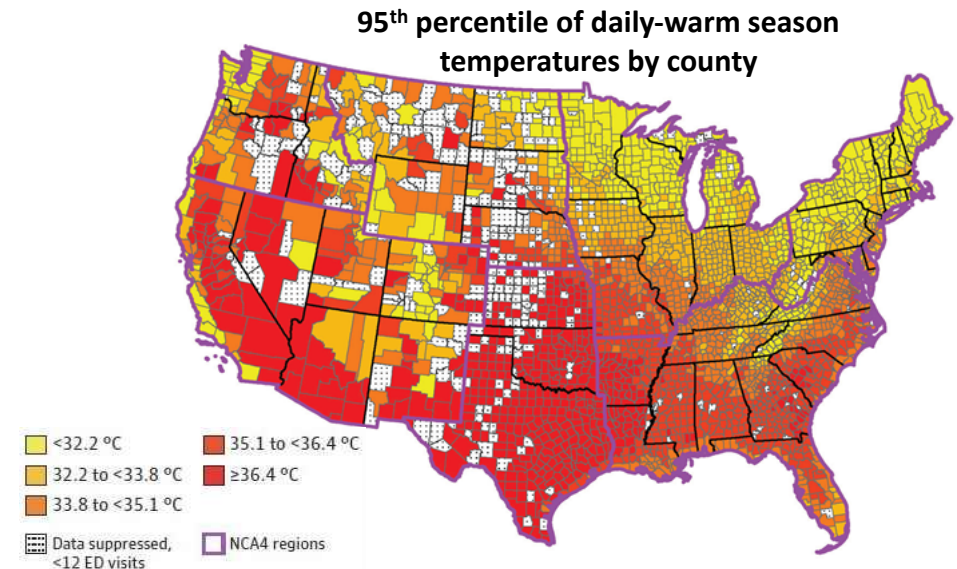 95th percentile of daily-warm season
temperatures by county
<32.2 ºC
32.2 to <33.8 ºC
33.8 to <35.1 ºC
35.1 to <36.4 ºC
≥36.4 ºC
Data suppressed,
<12 ED visits
NCA4 regions